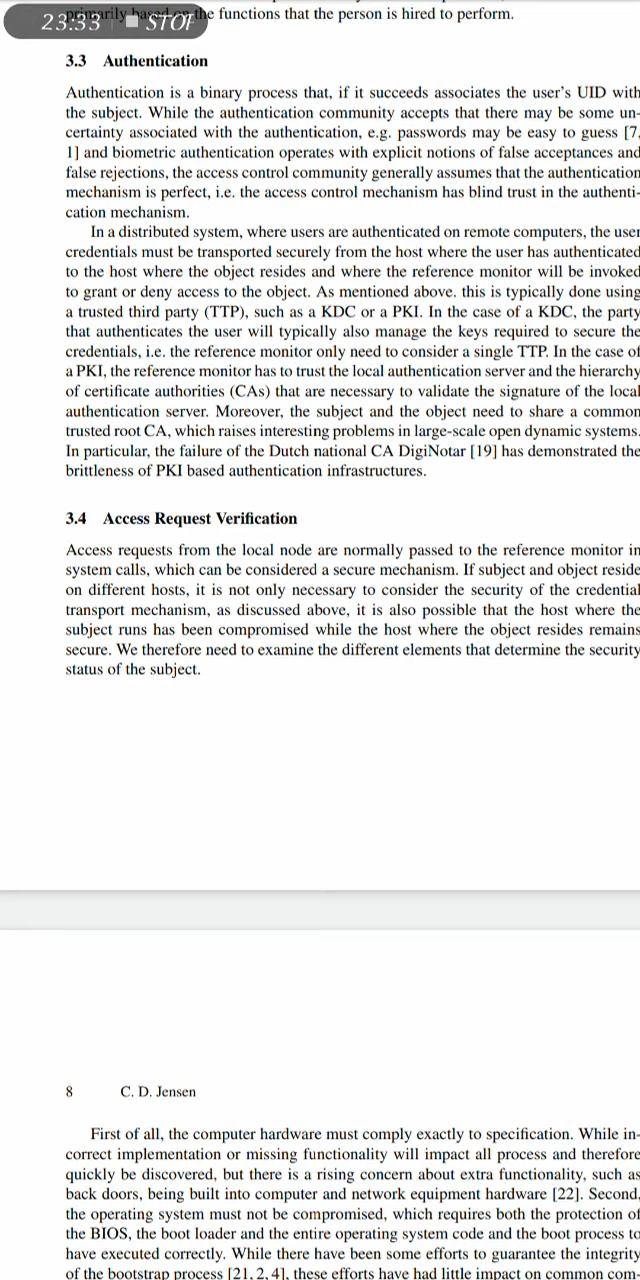 primarily based on the functions that the person is hired to perform.
23:33 STOP
3.3 Authentication
Authentication is a binary process that, if it succeeds associates the user's UID with
the subject. While the authentication community accepts that there may be some un-
certainty associated with the authentication, e.g. passwords may be easy to guess [7,
1] and biometric authentication operates with explicit notions of false acceptances and
false rejections, the access control community generally assumes that the authentication
mechanism is perfect, i.e. the access control mechanism has blind trust in the authenti-
cation mechanism.
In a distributed system, where users are authenticated on remote computers, the user
credentials must be transported securely from the host where the user has authenticated
to the host where the object resides and where the reference monitor will be invoked
to grant or deny access to the object. As mentioned above. this is typically done using
a trusted third party (TTP), such as a KDC or a PKI. In the case of a KDC, the party
that authenticates the user will typically also manage the keys required to secure the
credentials, i.e. the reference monitor only need to consider a single TTP. In the case of
a PKI, the reference monitor has to trust the local authentication server and the hierarchy
of certificate authorities (CAs) that are necessary to validate the signature of the local
authentication server. Moreover, the subject and the object need to share a common
trusted root CA, which raises interesting problems in large-scale open dynamic systems.
In particular, the failure of the Dutch national CA DigiNotar [19] has demonstrated the
brittleness of PKI based authentication infrastructures.
3.4 Access Request Verification
Access requests from the local node are normally passed to the reference monitor in
system calls, which can be considered a secure mechanism. If subject and object reside
on different hosts, it is not only necessary to consider the security of the credential
transport mechanism, as discussed above, it is also possible that the host where the
subject runs has been compromised while the host where the object resides remains
secure. We therefore need to examine the different elements that determine the security
status of the subject.
8 C. D. Jensen
First of all, the computer hardware must comply exactly to specification. While in-
correct implementation or missing functionality will impact all process and therefore
quickly be discovered, but there is a rising concern about extra functionality, such as
back doors, being built into computer and network equipment hardware [22]. Second,
the operating system must not be compromised, which requires both the protection of
the BIOS, the boot loader and the entire operating system code and the boot process to
have executed correctly. While there have been some efforts to guarantee the integrity
of the bootstrap process [21, 2, 4], these efforts have had little impact on common com-